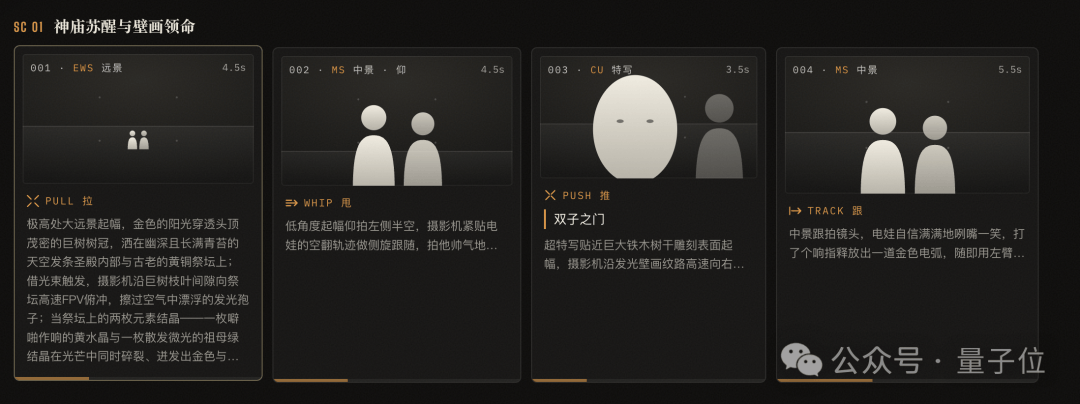 SC 01 神庙苏醒与壁画领命
001 · EWS 远景 4.5s
PULL 拉
极高处大远景起幅，金色的阳光穿透头顶
茂密的巨树树冠，洒在幽深且长满青苔的
天空发条圣殿内部与古老的黄铜祭坛上；
借光束触发，摄影机沿巨树枝叶间隙向祭
坛高速FPV俯冲，擦过空气中漂浮的发光孢
子；当祭坛上的两枚元素结晶——一枚噼
啪作响的黄水晶与一枚散发微光的祖母绿
结晶在光芒中同时碎裂、迸发出金色与…
002 · MS 中景 · 仰 4.5s
WHIP 甩
低角度起幅仰拍左侧半空，摄影机紧贴电
娃的空翻轨迹做侧旋跟随，拍他帅气地…
003 · CU 特写 3.5s
PUSH 推
双子之门
超特写贴近巨大铁木树干雕刻表面起
幅，摄影机沿发光壁画纹路高速向右…
004 · MS 中景 5.5s
TRACK 跟
中景跟拍镜头，电娃自信满满地咧嘴一笑，打
了个响指释放出一道金色电弧，随即用左臂…
公众号 · 量子位